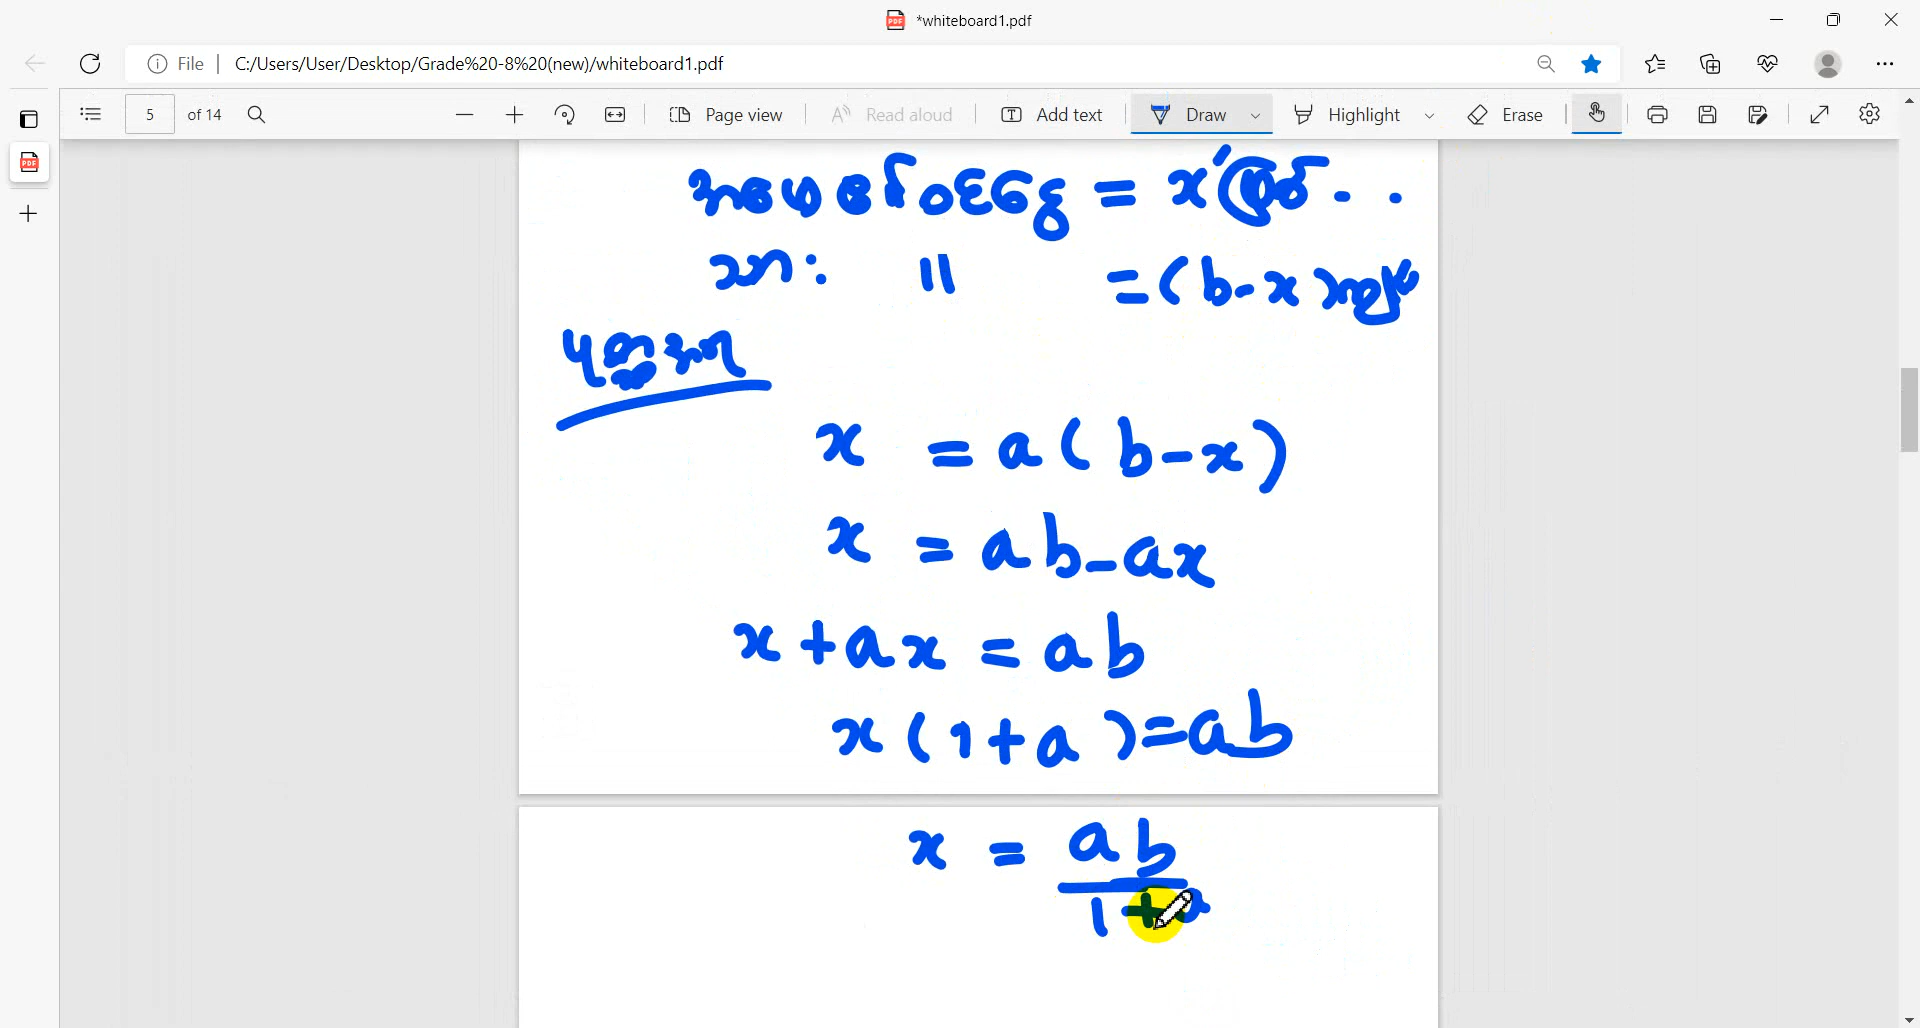 *whiteboard1.pdf
File | C:/Users/User/Desktop/Grade%20-8%20(new)/whiteboard1.pdf
5 of 14 Page view Read aloud Add text Draw Highlight Erase
=
= (b-x)
x = a(b-x)
x = ab-ax
x+ax = ab
x(1+a)=ab
x = ab
1+a